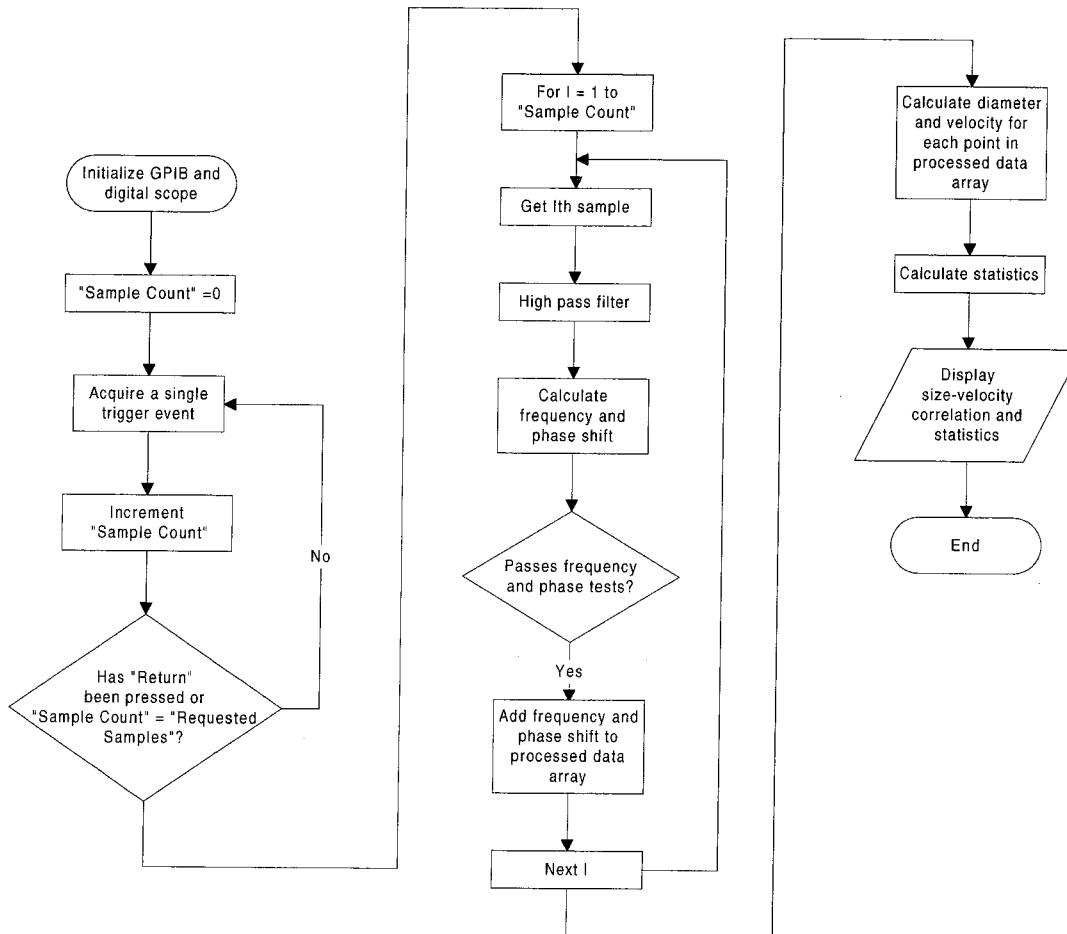 Initialize GPIB and
digital scope
"Sample Count" =0
Acquire a single
trigger event
Increment
"Sample Count"
No
Has "Return"
been pressed or
"Sample Count" = "Requested
Samples"?
For I = 1 to
"Sample Count"
Get Ith sample
High pass filter
Calculate
frequency and
phase shift
Passes frequency
and phase tests?
Yes
Add frequency and
phase shift to
processed data
array
Next I
Calculate diameter
and velocity for
each point in
processed data
array
Calculate statistics
Display
size-velocity
correlation and
statistics
End